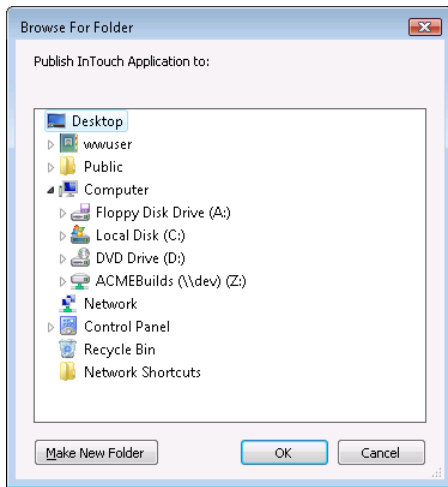 Browse For Folder
Publish InTouch Application to:
Desktop
wwuser
Public
Computer
Floppy Disk Drive (A:)
Local Disk (C:)
DVD Drive (D:)
ACMEBuilds (\\dev) (Z:)
Network
Control Panel
Recycle Bin
Network Shortcuts
Make New Folder OK Cancel